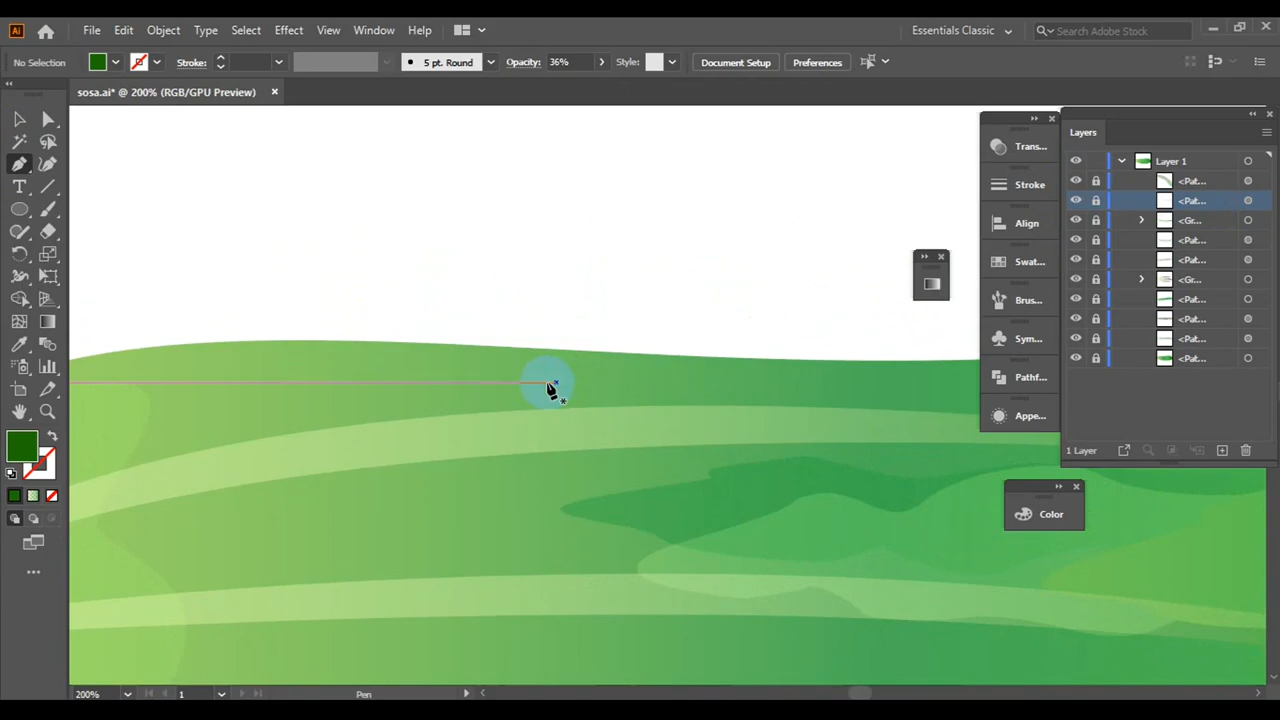 Ai File Edit Object Type Select Effect View Window Help Essentials Classic Search Adobe Stock
No Selection Stroke: 5 pt. Round Opacity: 36% Style: Document Setup Preferences
sosa.ai* @ 200% (RGB/GPU Preview)
Layers
Trans...
Stroke
Align
Swat...
Brus...
Sym...
Pathf...
Appe...
Layer 1
<Pat...
<Pat...
<Gr...
<Pat...
<Pat...
<Gr...
<Pat...
<Pat...
<Pat...
<Pat...
1 Layer
Color
200% 1 Pen